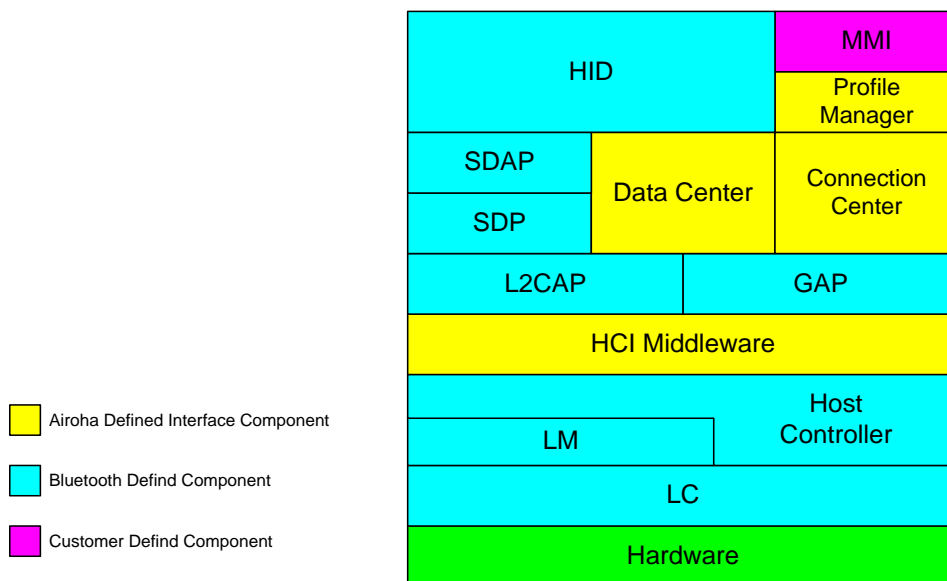 HID
MMI
Profile
Manager
SDAP
SDP
Data Center
Connection
Center
L2CAP
GAP
HCI Middleware
Host
Controller
LM
LC
Hardware
Airoha Defined Interface Component
Bluetooth Defind Component
Customer Defind Component